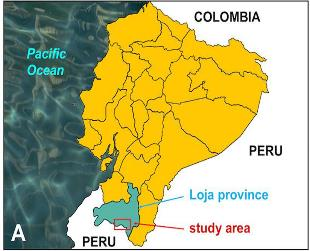 COLOMBIA
Pacific
Ocean
PERU
Loja province
study area
A
PERU